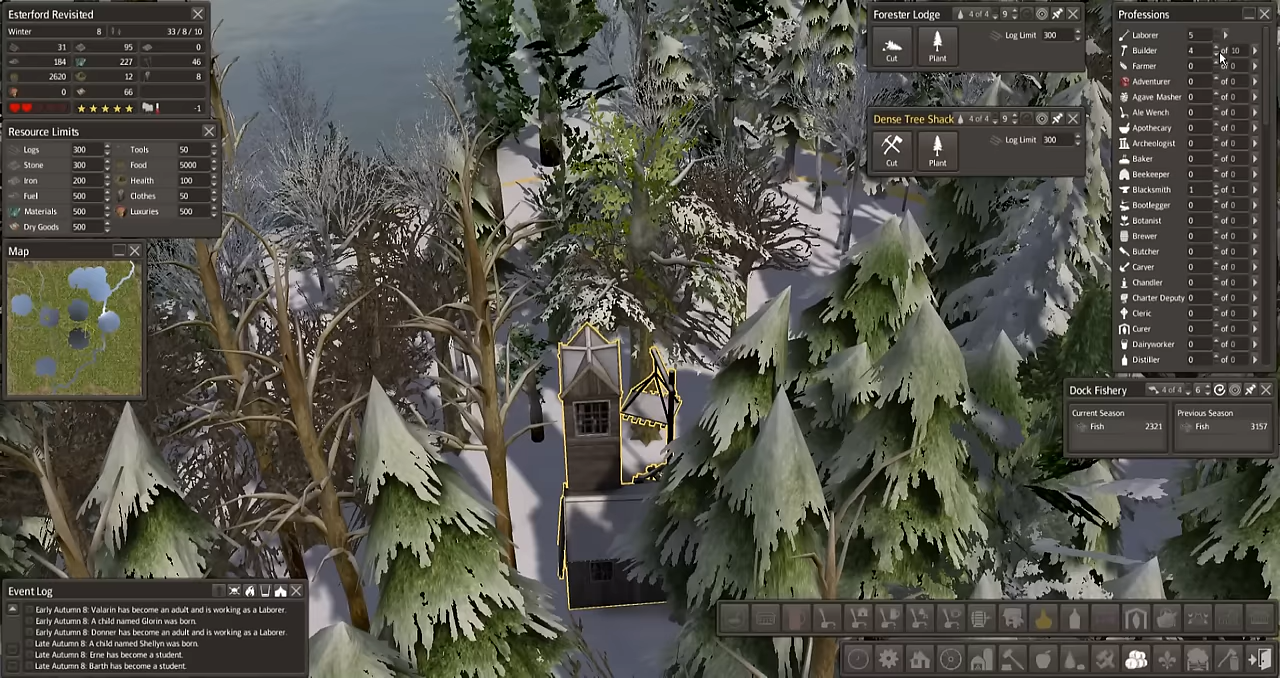 Esterford Revisited
Winter 8 33 / 8 / 10
31 95 0
184 227 46
2620 12 8
0 66
-1
Resource Limits
Logs 300 Tools 50
Stone 300 Food 5000
Iron 200 Health 100
Fuel 500 Clothes 50
Materials 500 Luxuries 500
Dry Goods 500
Map
Event Log
Early Autumn 8: Valarin has become an adult and is working as a Laborer.
Early Autumn 8: A child named Glorin was born.
Early Autumn 8: Donner has become an adult and is working as a Laborer.
Late Autumn 8: A child named Shellyn was born.
Late Autumn 8: Erne has become a student.
Late Autumn 8: Barth has become a student.
Forester Lodge 4 of 4 9
Log Limit 300
Cut Plant
Dense Tree Shack 4 of 4 9
Log Limit 300
Cut Plant
Professions
Laborer 5
Builder 4 of 10
Farmer 0 of 0
Adventurer 0 of 0
Agave Masher 0 of 0
Ale Wench 0 of 0
Apothecary 0 of 0
Archeologist 0 of 0
Baker 0 of 0
Beekeeper 0 of 0
Blacksmith 1 of 1
Bootlegger 0 of 0
Botanist 0 of 0
Brewer 0 of 0
Butcher 0 of 0
Carver 0 of 0
Chandler 0 of 0
Charter Deputy 0 of 0
Cleric 0 of 0
Curer 0 of 0
Dairyworker 0 of 0
Distiller 0 of 0
Dock Fishery 4 of 4 6
Current Season Previous Season
Fish 2321 Fish 3157